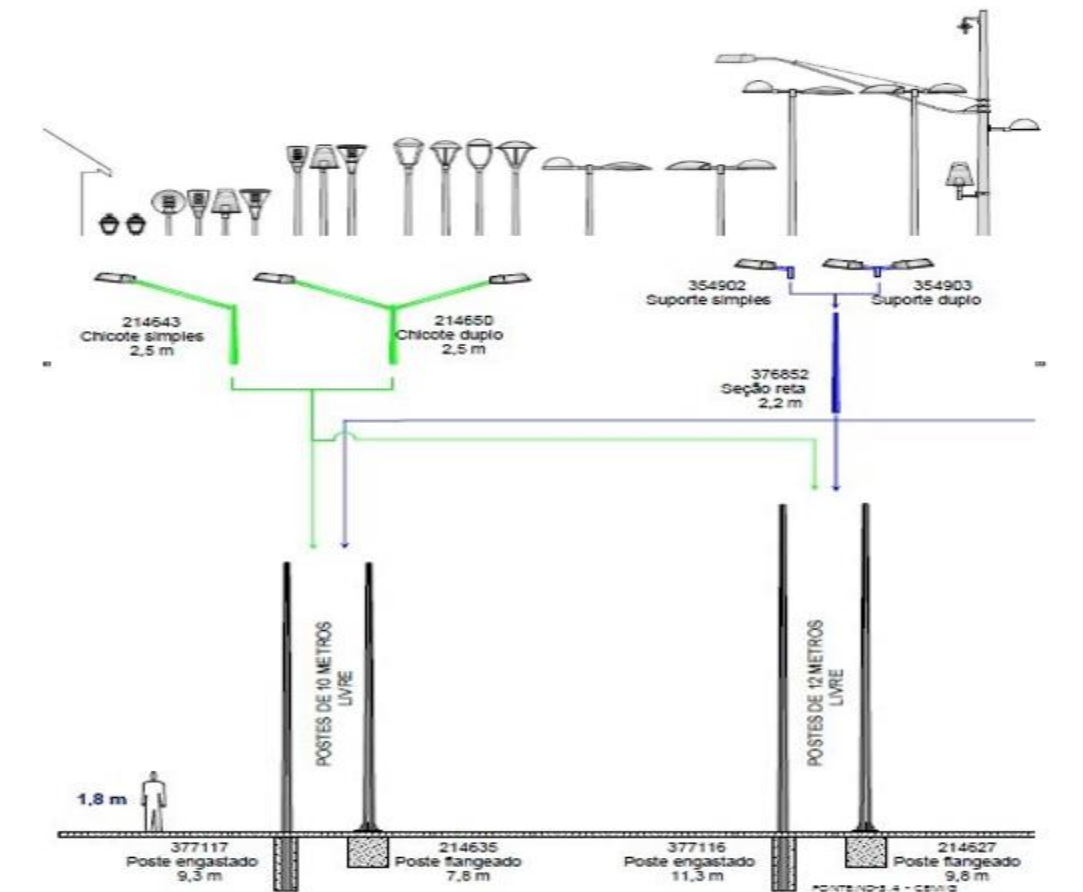 354902
Suporte simples
354903
Suporte duplo
214643
Chicote simples
2,5 m
214650
Chicote duplo
2,5 m
376852
Seção reta
2,2 m
POSTES DE 10 METROS
LIVRE
POSTES DE 12 METROS
LIVRE
1,8 m
377117
Poste engastado
9,3 m
214635
Poste flangeado
7,8 m
377116
Poste engastado
11,3 m
214627
Poste flangeado
9,8 m